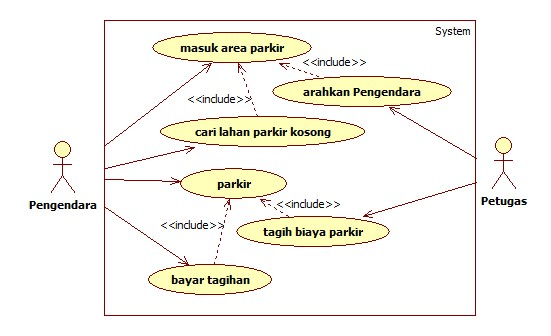 System
masuk area parkir
<<include>>
arahkan Pengendara
<<include>>
cari lahan parkir kosong
Pengendara
Petugas
parkir
<<include>>
<<include>>
tagih biaya parkir
bayar tagihan